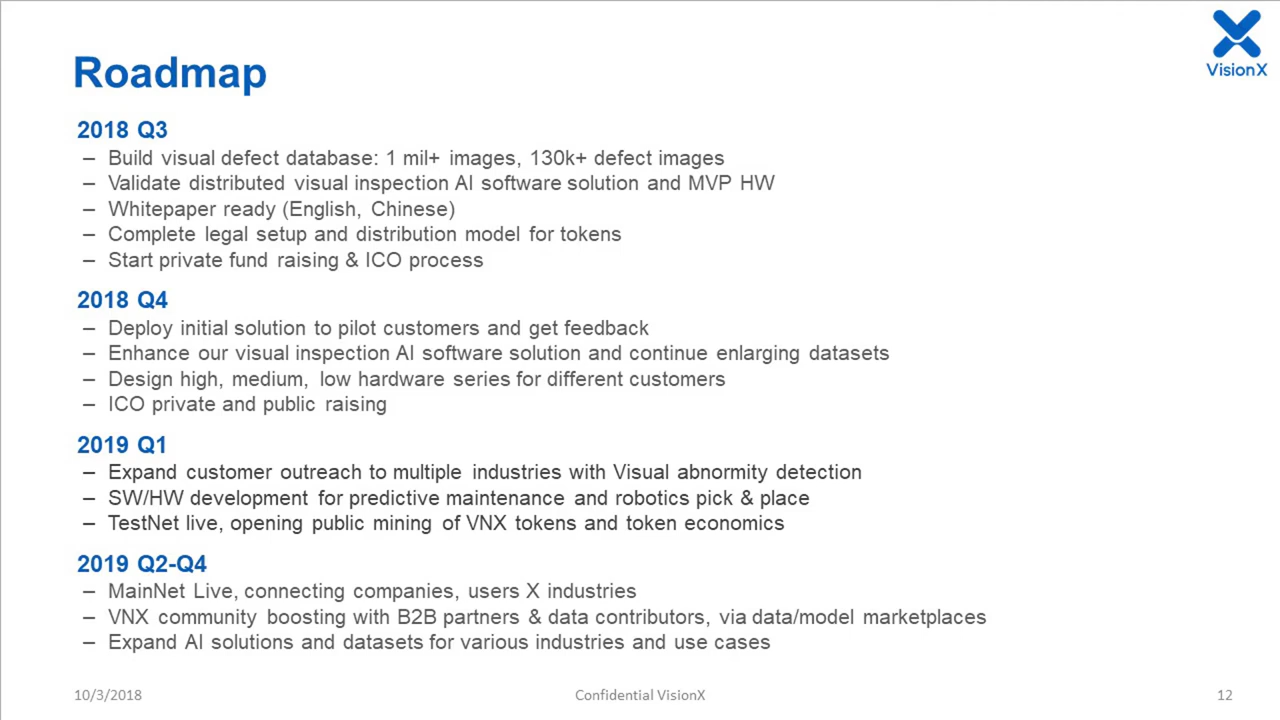 VisionX
Roadmap
2018 Q3
– Build visual defect database: 1 mil+ images, 130k+ defect images
– Validate distributed visual inspection AI software solution and MVP HW
– Whitepaper ready (English, Chinese)
– Complete legal setup and distribution model for tokens
– Start private fund raising & ICO process
2018 Q4
– Deploy initial solution to pilot customers and get feedback
– Enhance our visual inspection AI software solution and continue enlarging datasets
– Design high, medium, low hardware series for different customers
– ICO private and public raising
2019 Q1
– Expand customer outreach to multiple industries with Visual abnormity detection
– SW/HW development for predictive maintenance and robotics pick & place
– TestNet live, opening public mining of VNX tokens and token economics
2019 Q2-Q4
– MainNet Live, connecting companies, users X industries
– VNX community boosting with B2B partners & data contributors, via data/model marketplaces
– Expand AI solutions and datasets for various industries and use cases
10/3/2018
Confidential VisionX
12